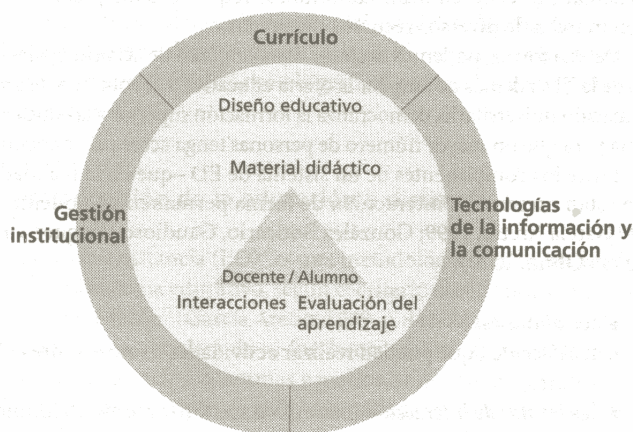 Currículo
Diseño educativo
Material didáctico
Gestión
institucional
Tecnologías
de la información y
la comunicación
Docente / Alumno
Interacciones Evaluación del
aprendizaje